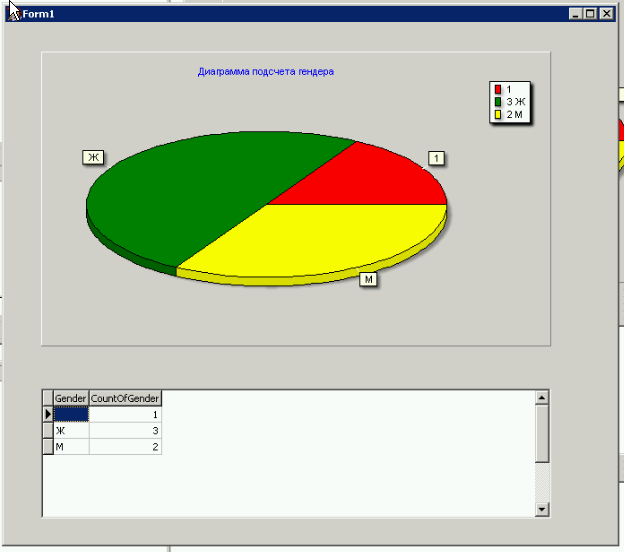 Form1
Диаграмма подсчета гендера
1
3 Ж
2 М
Ж
1
М
Gender CountOfGender
1
Ж 3
М 2